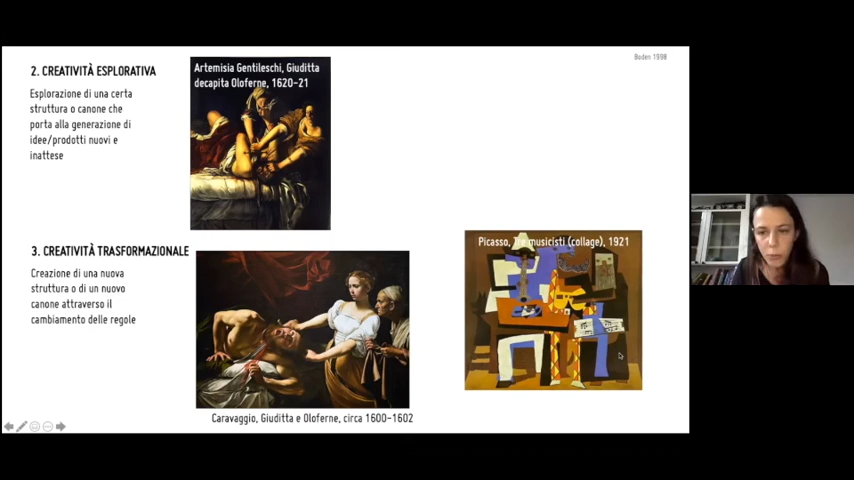 Boden 1998
2. CREATIVITÀ ESPLORATIVA
Esplorazione di una certa
struttura o canone che
porta alla generazione di
idee/prodotti nuovi e
inattese
Artemisia Gentileschi, Giuditta
decapita Oloferne, 1620-21
3. CREATIVITÀ TRASFORMAZIONALE
Creazione di una nuova
struttura o di un nuovo
canone attraverso il
cambiamento delle regole
Caravaggio, Giuditta e Oloferne, circa 1600-1602
Picasso, Tre musicisti (collage), 1921